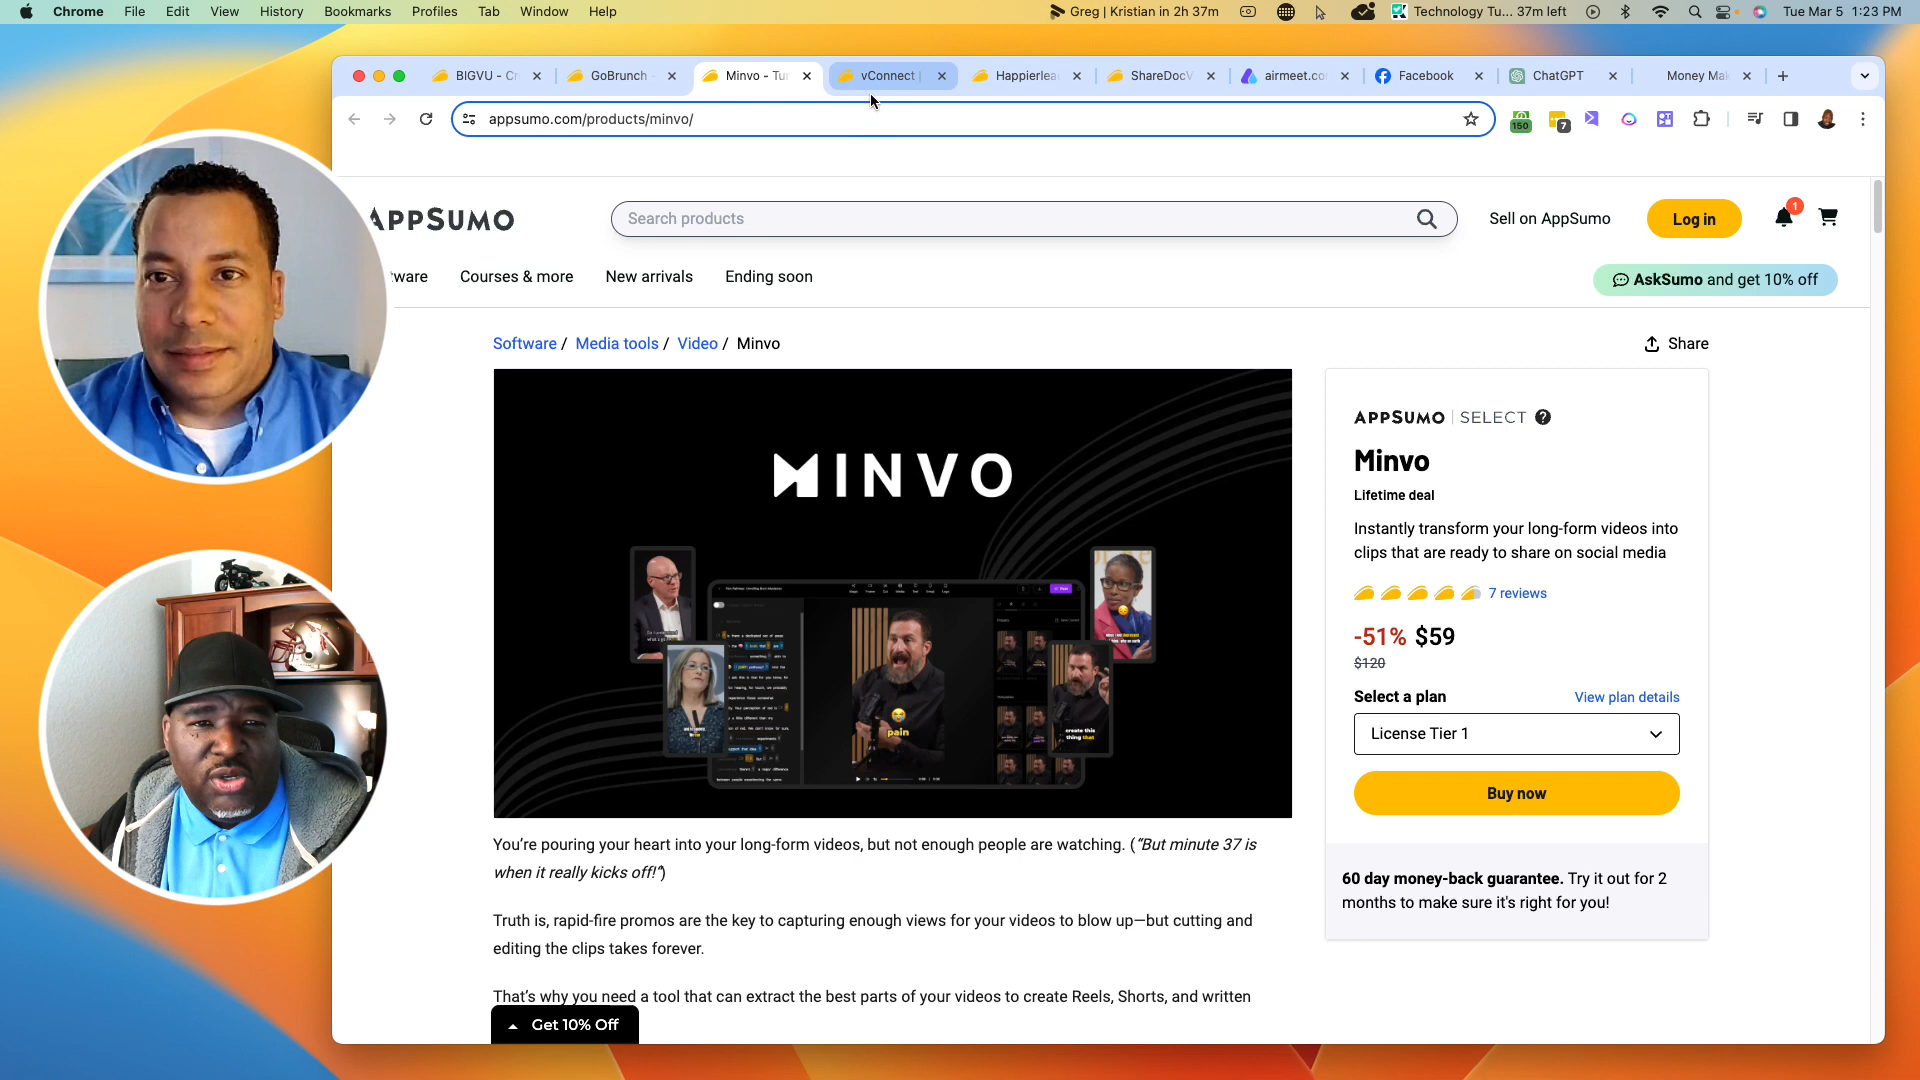 Chrome File Edit View History Bookmarks Profiles Tab Window Help
Greg | Kristian in 2h 37m
Technology Tu... 37m left
Tue Mar 5 1:23 PM
BIGVU - Cr
GoBrunch -
Minvo - Tur
vConnect |
Happierlea
ShareDocV
airmeet.co
Facebook
ChatGPT
Money Mak
appsumo.com/products/minvo/
150
7
APPSUMO
Search products
Sell on AppSumo
Log in
1
tware
Courses & more
New arrivals
Ending soon
AskSumo and get 10% off
Software / Media tools / Video / Minvo
Share
MINVO
pain
create this
thing that
APPSUMO | SELECT ?
Minvo
Lifetime deal
Instantly transform your long-form videos into
clips that are ready to share on social media
7 reviews
-51% $59
$120
Select a plan
View plan details
License Tier 1
Buy now
60 day money-back guarantee. Try it out for 2
months to make sure it's right for you!
You’re pouring your heart into your long-form videos, but not enough people are watching. (“But minute 37 is
when it really kicks off!”)
Truth is, rapid-fire promos are the key to capturing enough views for your videos to blow up—but cutting and
editing the clips takes forever.
That’s why you need a tool that can extract the best parts of your videos to create Reels, Shorts, and written
Get 10% Off